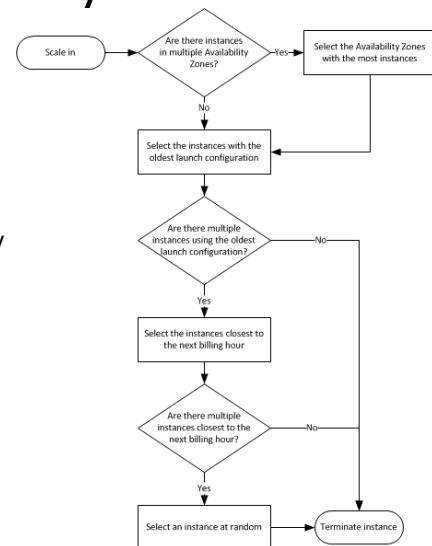 Scale in
Are there instances
in multiple Availability
Zones?
Yes
Select the Availability Zones
with the most instances
No
Select the instances with the
oldest launch configuration
Are there multiple
instances using the oldest
launch configuration?
No
Yes
Select the instances closest to
the next billing hour
Are there multiple
instances closest to the
next billing hour?
No
Yes
Select an instance at random
Terminate instance